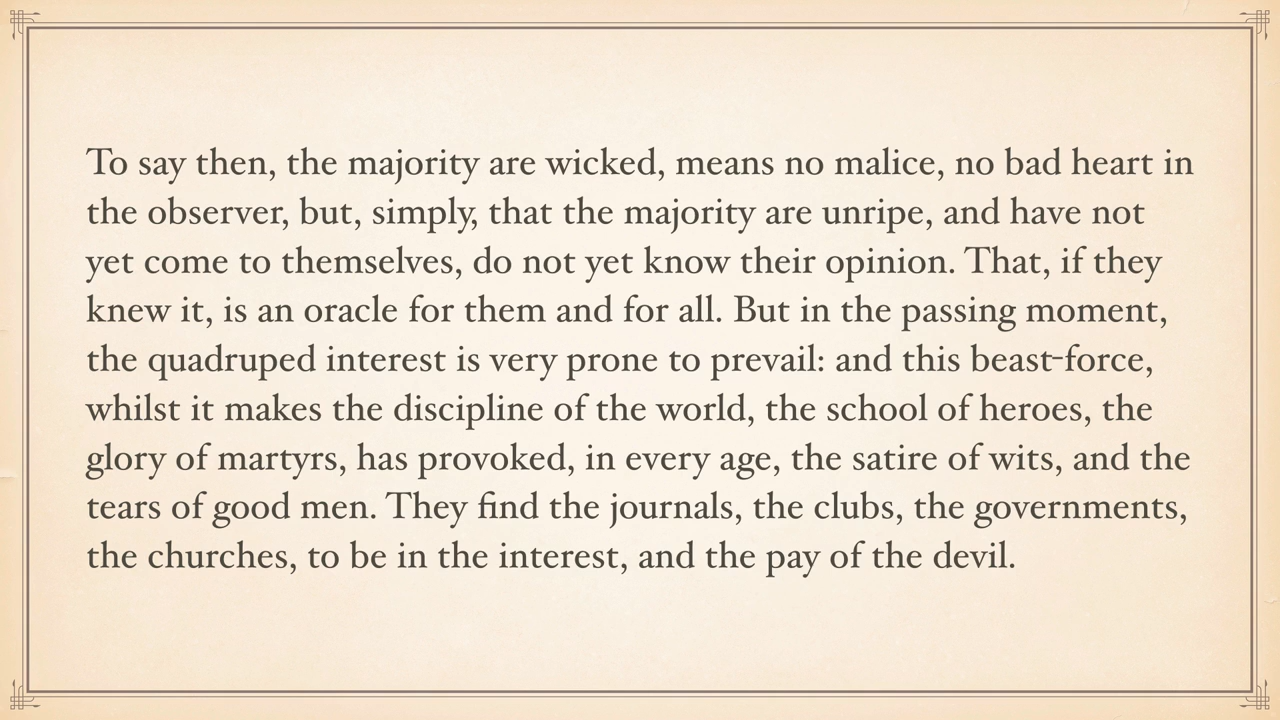 To say then, the majority are wicked, means no malice, no bad heart in
the observer, but, simply, that the majority are unripe, and have not
yet come to themselves, do not yet know their opinion. That, if they
knew it, is an oracle for them and for all. But in the passing moment,
the quadruped interest is very prone to prevail: and this beast-force,
whilst it makes the discipline of the world, the school of heroes, the
glory of martyrs, has provoked, in every age, the satire of wits, and the
tears of good men. They find the journals, the clubs, the governments,
the churches, to be in the interest, and the pay of the devil.